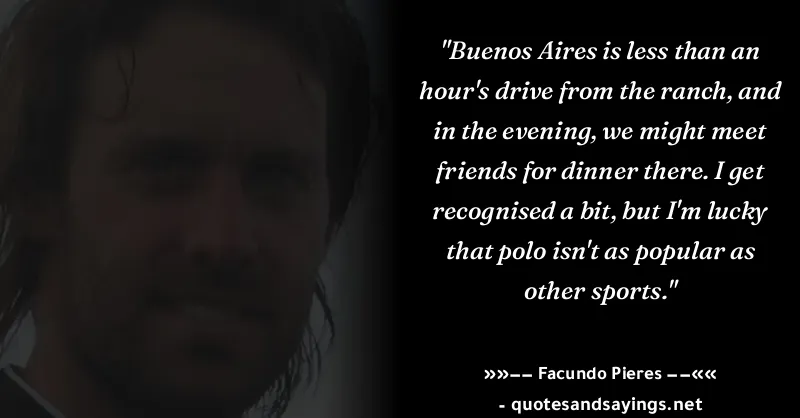 "Buenos Aires is less than an
hour's drive from the ranch, and
in the evening, we might meet
friends for dinner there. I get
recognised a bit, but I'm lucky
that polo isn't as popular as
other sports."
»»–– Facundo Pieres ––««
- quotesandsayings.net